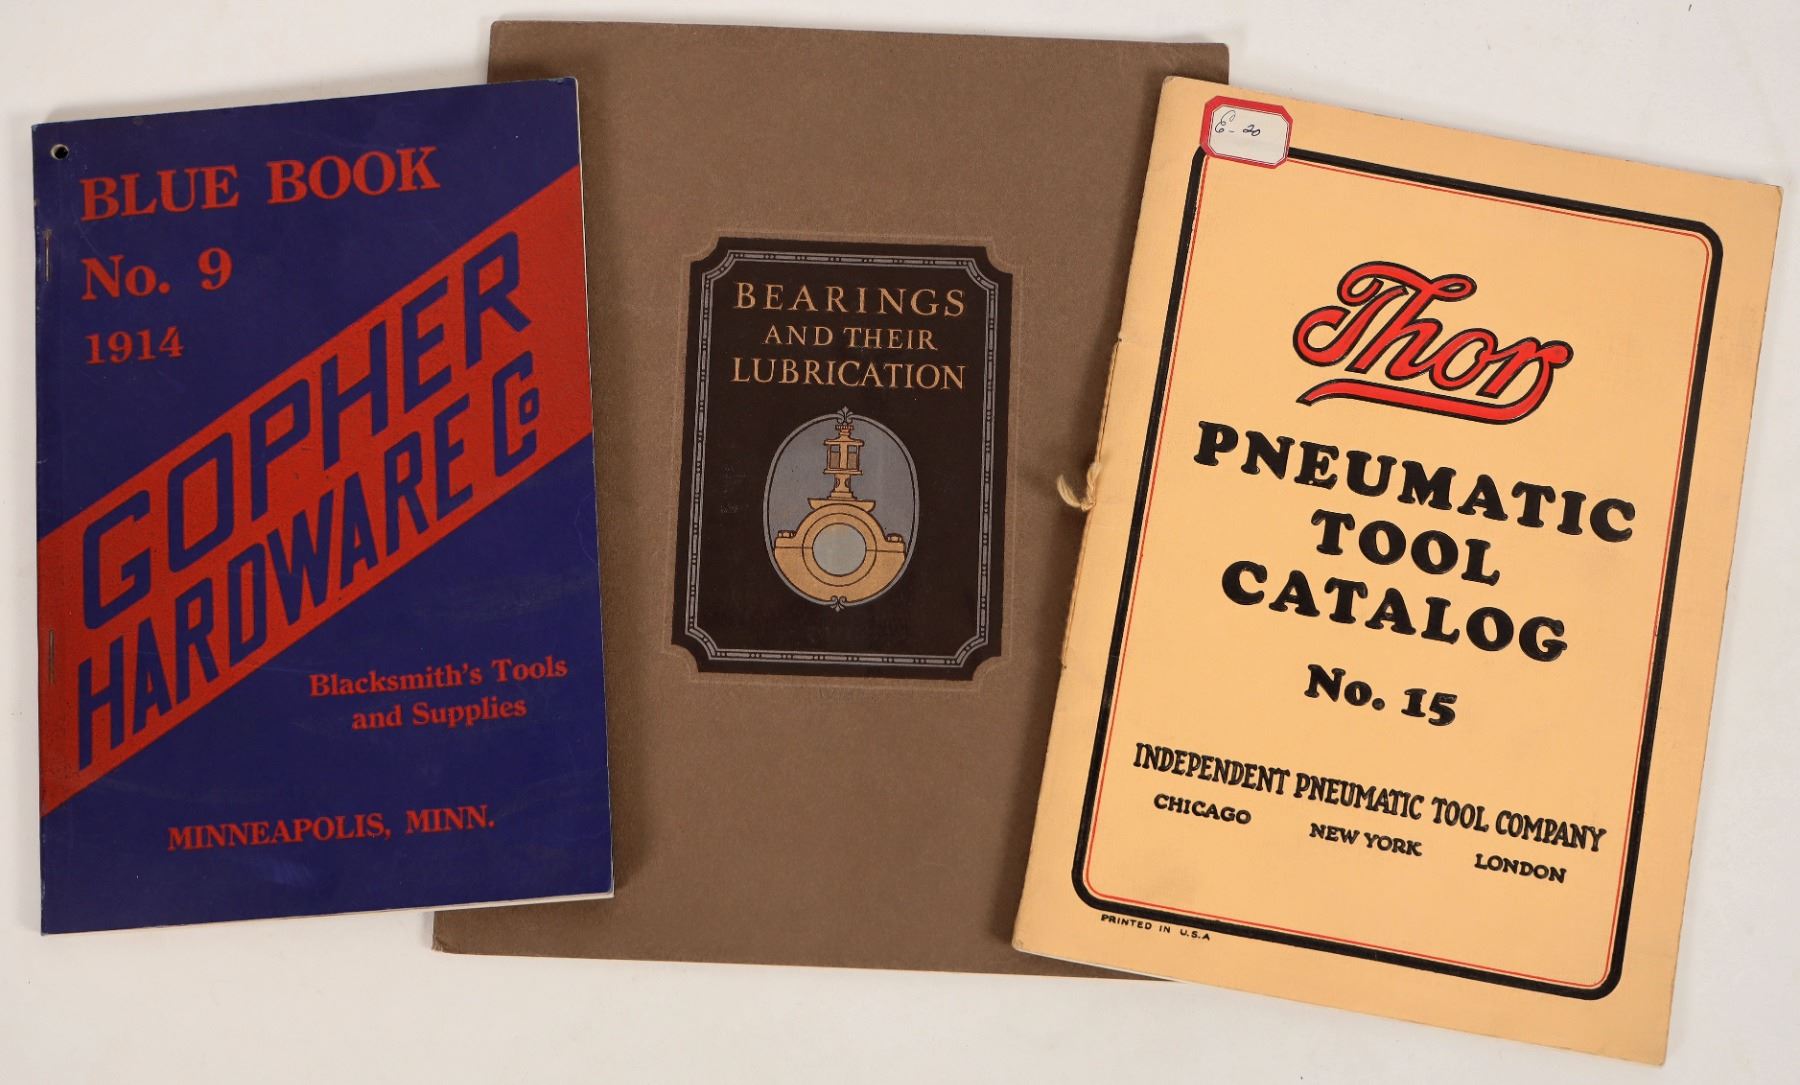 BLUE BOOK
No. 9
1914
GOPHER
HARDWARE Co
Blacksmith's Tools
and Supplies
MINNEAPOLIS, MINN.
BEARINGS
AND THEIR
LUBRICATION
E-20
Thor
PNEUMATIC
TOOL
CATALOG
No. 15
INDEPENDENT PNEUMATIC TOOL COMPANY
CHICAGO NEW YORK LONDON
PRINTED IN U.S.A